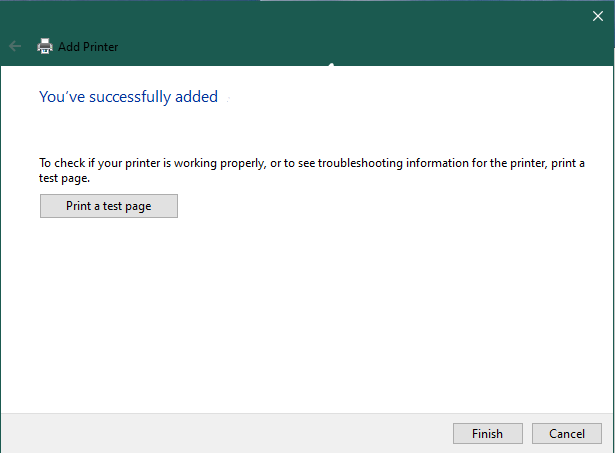 Add Printer
You've successfully added
To check if your printer is working properly, or to see troubleshooting information for the printer, print a
test page.
Print a test page
Finish
Cancel